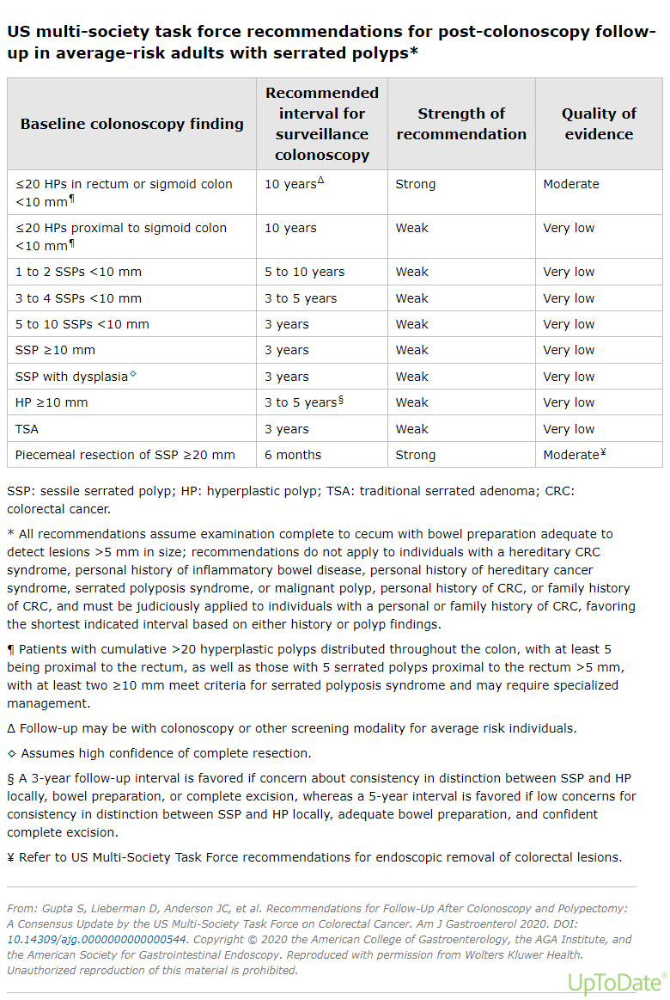 US multi-society task force recommendations for post-colonoscopy follow-
up in average-risk adults with serrated polyps*
Baseline colonoscopy finding
Recommended
interval for
surveillance
colonoscopy
Strength of
recommendation
Quality of
evidence
≤20 HPs in rectum or sigmoid colon
<10 mm¶
10 yearsΔ
Strong
Moderate
≤20 HPs proximal to sigmoid colon
<10 mm¶
10 years
Weak
Very low
1 to 2 SSPs <10 mm
5 to 10 years
Weak
Very low
3 to 4 SSPs <10 mm
3 to 5 years
Weak
Very low
5 to 10 SSPs <10 mm
3 years
Weak
Very low
SSP ≥10 mm
3 years
Weak
Very low
SSP with dysplasia◇
3 years
Weak
Very low
HP ≥10 mm
3 to 5 years§
Weak
Very low
TSA
3 years
Weak
Very low
Piecemeal resection of SSP ≥20 mm
6 months
Strong
Moderate¥
SSP: sessile serrated polyp; HP: hyperplastic polyp; TSA: traditional serrated adenoma; CRC:
colorectal cancer.
* All recommendations assume examination complete to cecum with bowel preparation adequate to
detect lesions >5 mm in size; recommendations do not apply to individuals with a hereditary CRC
syndrome, personal history of inflammatory bowel disease, personal history of hereditary cancer
syndrome, serrated polyposis syndrome, or malignant polyp, personal history of CRC, or family history
of CRC, and must be judiciously applied to individuals with a personal or family history of CRC, favoring
the shortest indicated interval based on either history or polyp findings.
¶ Patients with cumulative >20 hyperplastic polyps distributed throughout the colon, with at least 5
being proximal to the rectum, as well as those with 5 serrated polyps proximal to the rectum >5 mm,
with at least two ≥10 mm meet criteria for serrated polyposis syndrome and may require specialized
management.
Δ Follow-up may be with colonoscopy or other screening modality for average risk individuals.
◇ Assumes high confidence of complete resection.
§ A 3-year follow-up interval is favored if concern about consistency in distinction between SSP and HP
locally, bowel preparation, or complete excision, whereas a 5-year interval is favored if low concerns for
consistency in distinction between SSP and HP locally, adequate bowel preparation, and confident
complete excision.
¥ Refer to US Multi-Society Task Force recommendations for endoscopic removal of colorectal lesions.
From: Gupta S, Lieberman D, Anderson JC, et al. Recommendations for Follow-Up After Colonoscopy and Polypectomy:
A Consensus Update by the US Multi-Society Task Force on Colorectal Cancer. Am J Gastroenterol 2020. DOI:
10.14309/ajg.0000000000000544. Copyright © 2020 the American College of Gastroenterology, the AGA Institute, and
the American Society for Gastrointestinal Endoscopy. Reproduced with permission from Wolters Kluwer Health.
Unauthorized reproduction of this material is prohibited.
UpToDate®